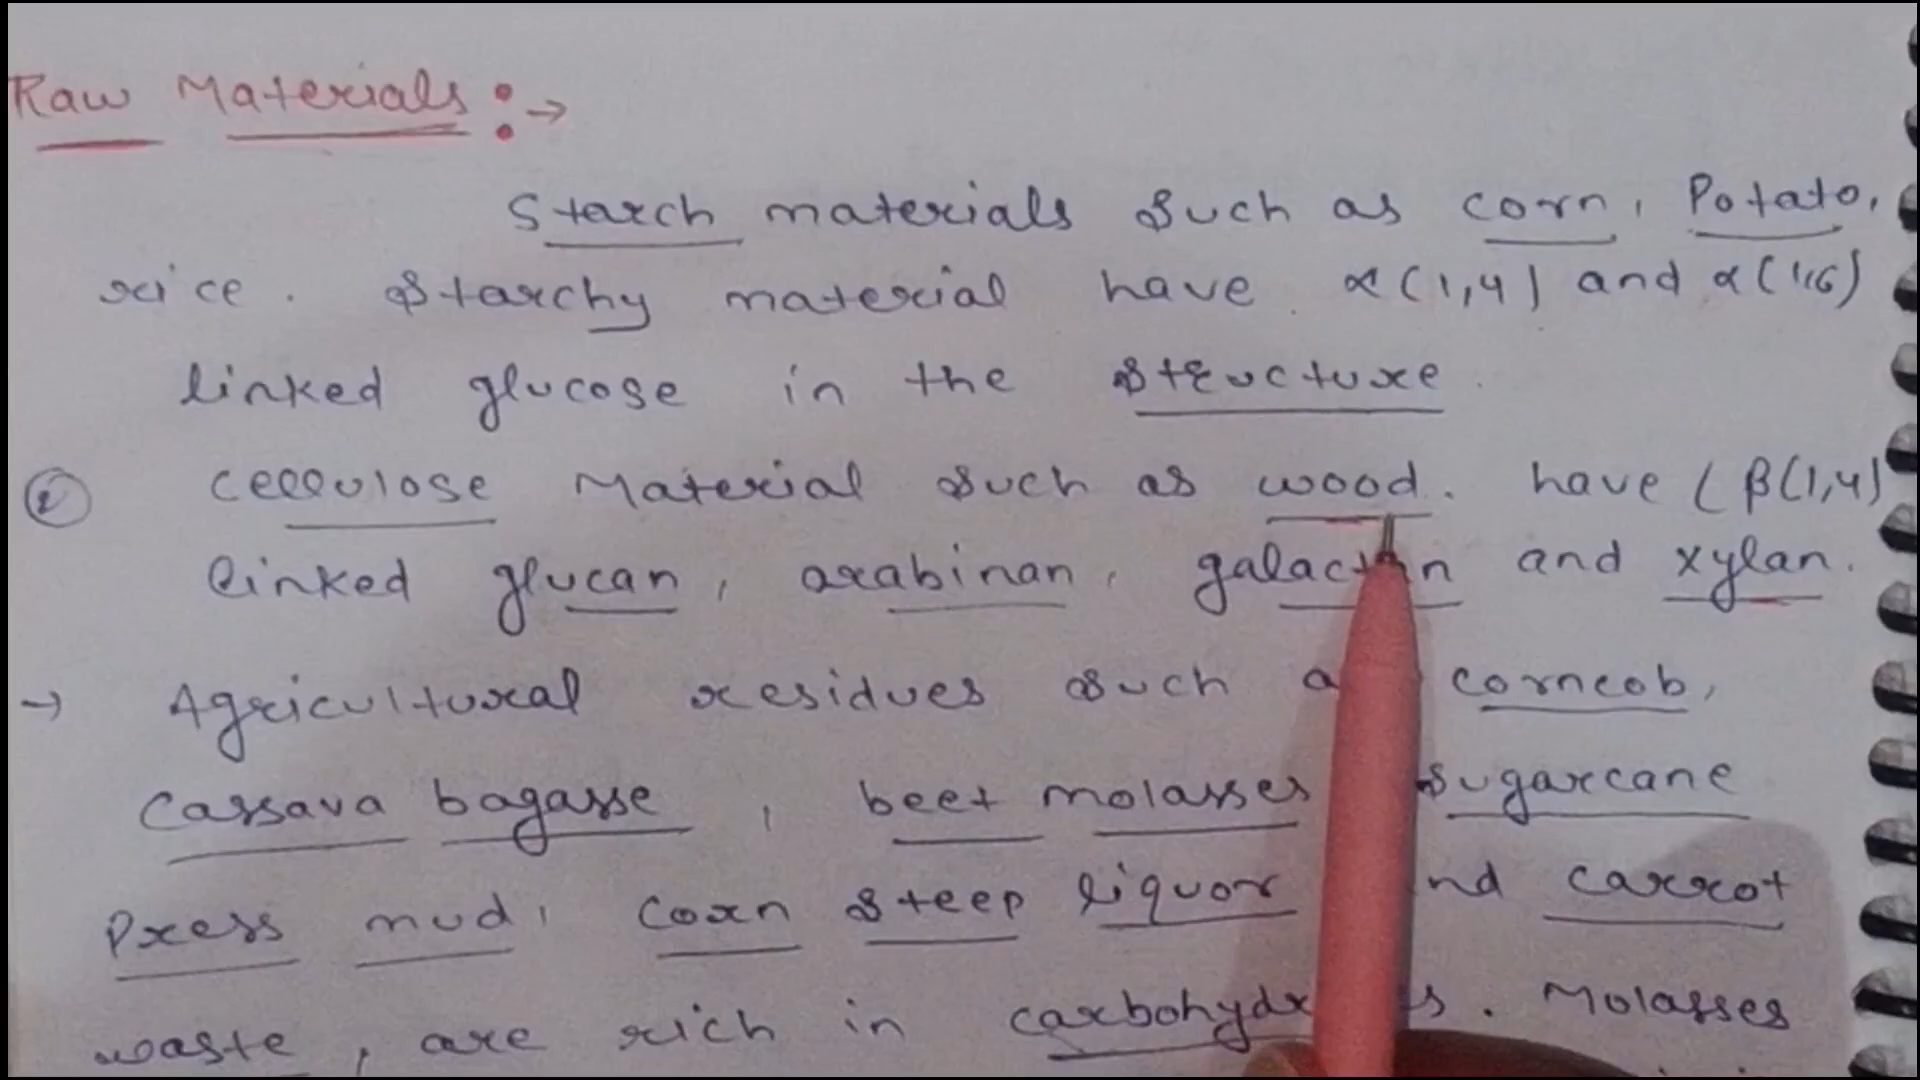 Raw Materials :→
Starch materials such as corn, Potato,
rice. Starchy material have α(1,4) and α(1,6)
linked glucose in the structure.
② cellulose Material such as wood. have (β(1,4)
linked glucan, arabinan, galactan and xylan.
→ Agricultural residues such a corncob,
Cassava bagasse, beet molasses sugarcane
Press mud, Corn steep liquor nd carrot
waste, are rich in carbohydr s. Molasses